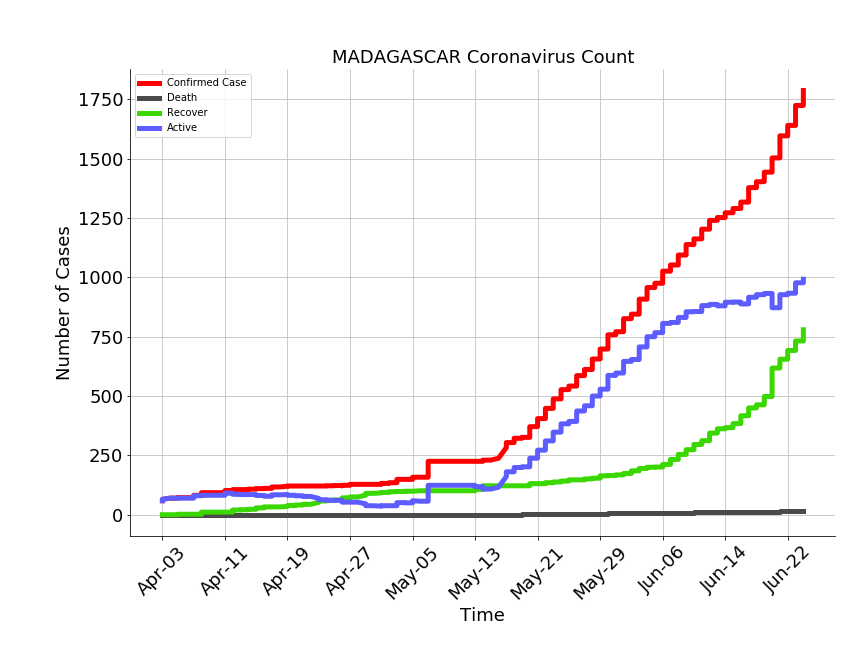 MADAGASCAR Coronavirus Count
Confirmed Case
Death
Recover
Active
1750
1500
1250
1000
750
500
250
0
Number of Cases
Apr-03
Apr-11
Apr-19
Apr-27
May-05
May-13
May-21
May-29
Jun-06
Jun-14
Jun-22
Time